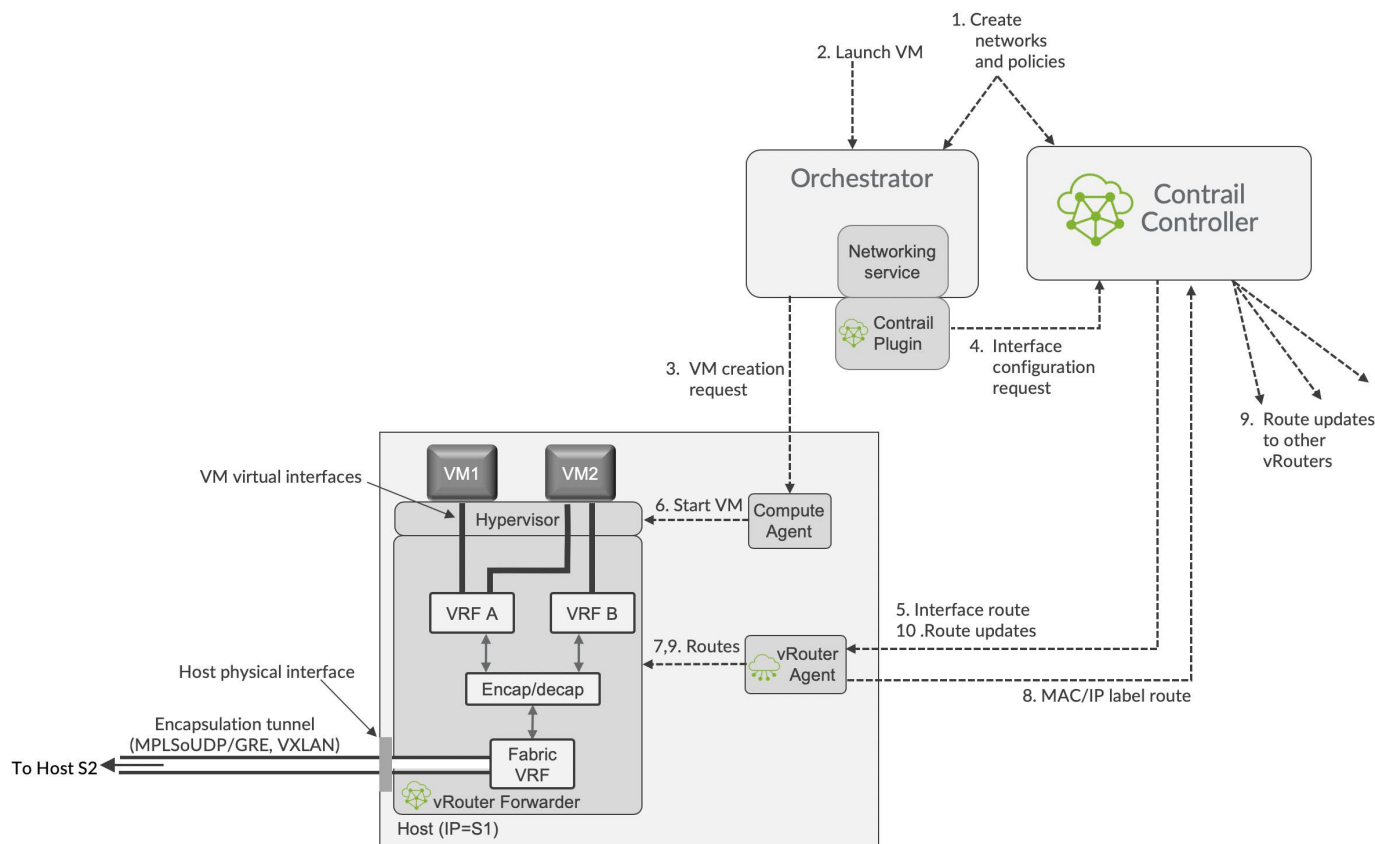 1. Create
networks
and policies
2. Launch VM
Orchestrator
Contrail
Controller
Networking
service
Contrail
Plugin
3. VM creation
request
4. Interface
configuration
request
9. Route updates
to other
vRouters
VM1
VM2
VM virtual interfaces
Hypervisor
6. Start VM
Compute
Agent
VRF A
VRF B
5. Interface route
10 .Route updates
7,9. Routes
vRouter
Agent
8. MAC/IP label route
Host physical interface
Encap/decap
Encapsulation tunnel
(MPLSoUDP/GRE, VXLAN)
Fabric
VRF
To Host S2
vRouter Forwarder
Host (IP=S1)